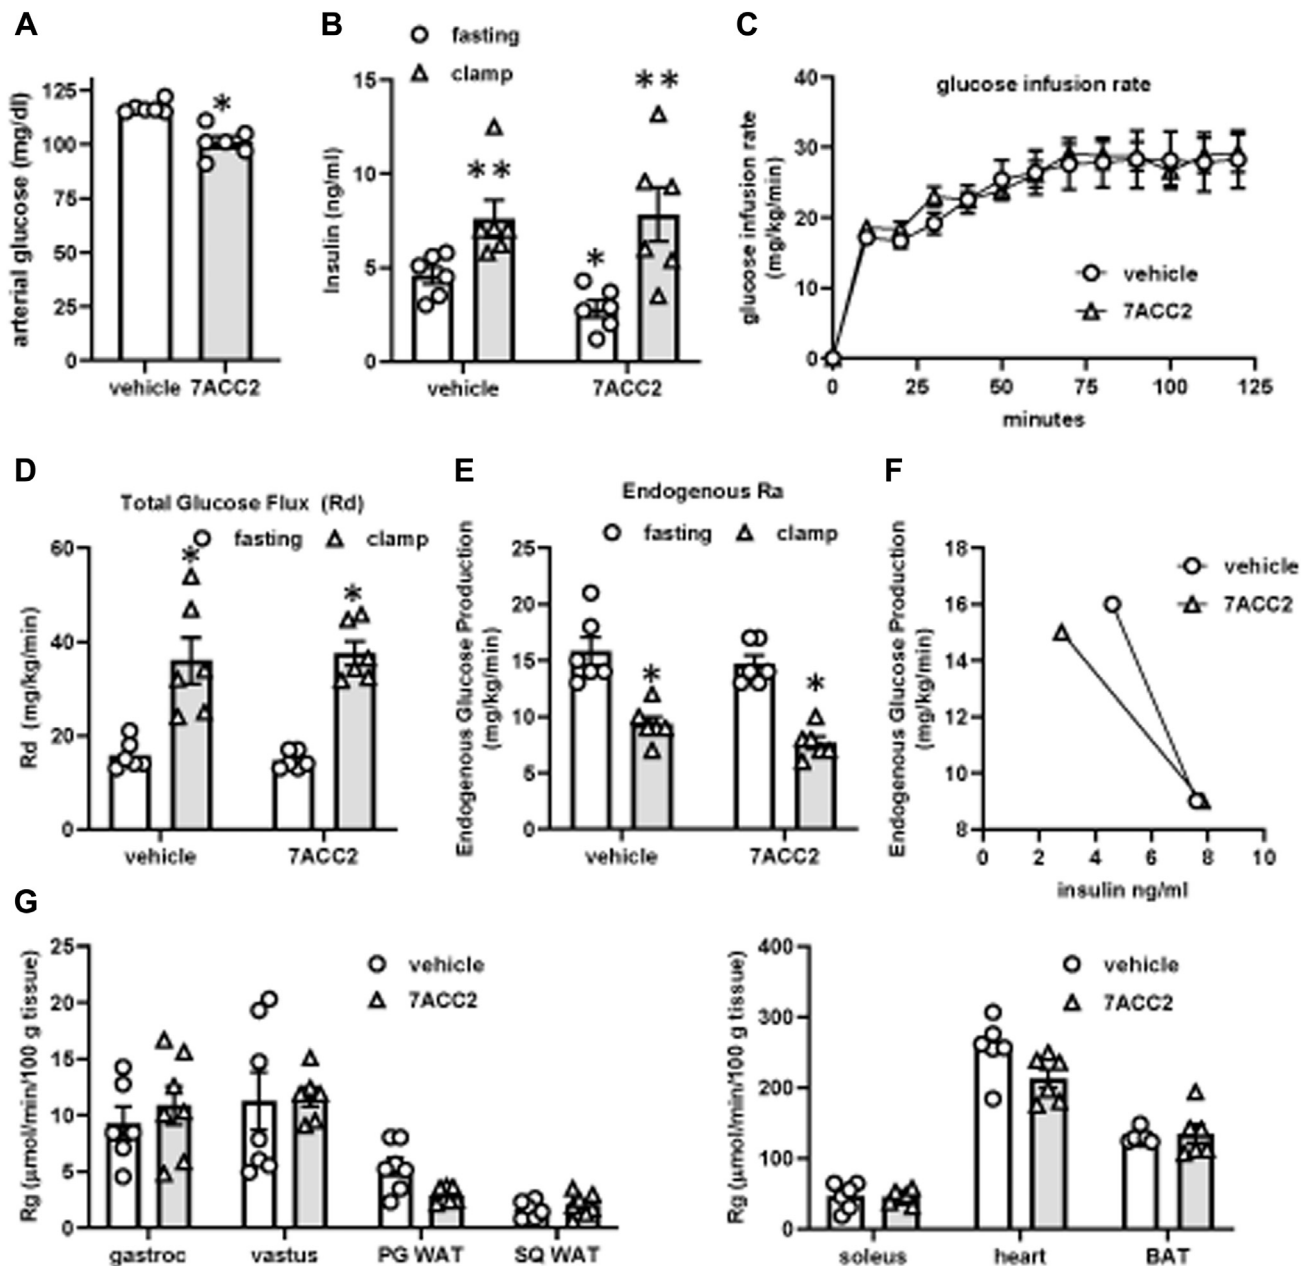 A
arterial glucose (mg/dl)
125
100
75
50
25
0
*
vehicle 7ACC2
B
fasting
clamp
Insulin (ng/ml)
15
10
5
0
**
*
**
vehicle 7ACC2
C
glucose infusion rate
glucose infusion rate
(mg/kg/min)
40
30
20
10
0
vehicle
7ACC2
0 25 50 75 100 125
minutes
D
Total Glucose Flux (Rd)
fasting clamp
Rd (mg/kg/min)
60
40
20
0
*
*
vehicle 7ACC2
E
Endogenous Ra
fasting clamp
Endogenous Glucose Production
(mg/kg/min)
25
20
15
10
5
0
*
*
vehicle 7ACC2
F
Endogenous Glucose Production
(mg/kg/min)
18
16
14
12
10
8
vehicle
7ACC2
0 2 4 6 8 10
insulin ng/ml
G
Rg (µmol/min/100 g tissue)
25
20
15
10
5
0
vehicle
7ACC2
gastroc vastus PG WAT SQ WAT
Rg (µmol/min/100 g tissue)
400
300
200
100
0
vehicle
7ACC2
soleus heart BAT